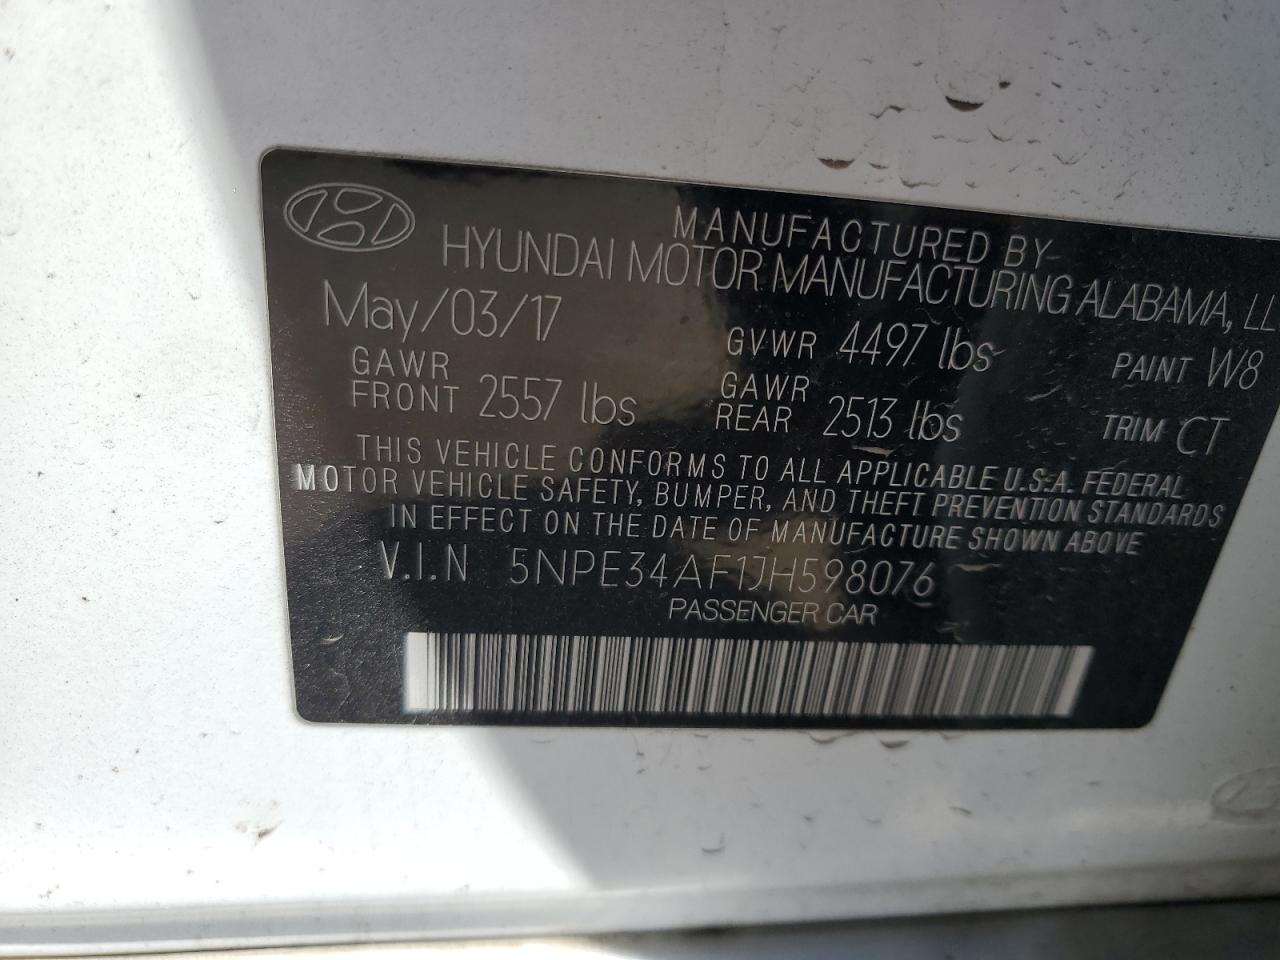 MANUFACTURED BY
HYUNDAI MOTOR MANUFACTURING ALABAMA,
May/03/17 GVWR 4497 lbs PAINT W8
GAWR FRONT 2557 lbs GAWR REAR 2513 lbs TRIM CT
THIS VEHICLE CONFORMS TO ALL APPLICABLE U.S.A. FEDERAL
MOTOR VEHICLE SAFETY, BUMPER, AND THEFT PREVENTION STANDARDS
IN EFFECT ON THE DATE OF MANUFACTURE SHOWN ABOVE
V.I.N 5NPE34AF1JH598076
PASSENGER CAR